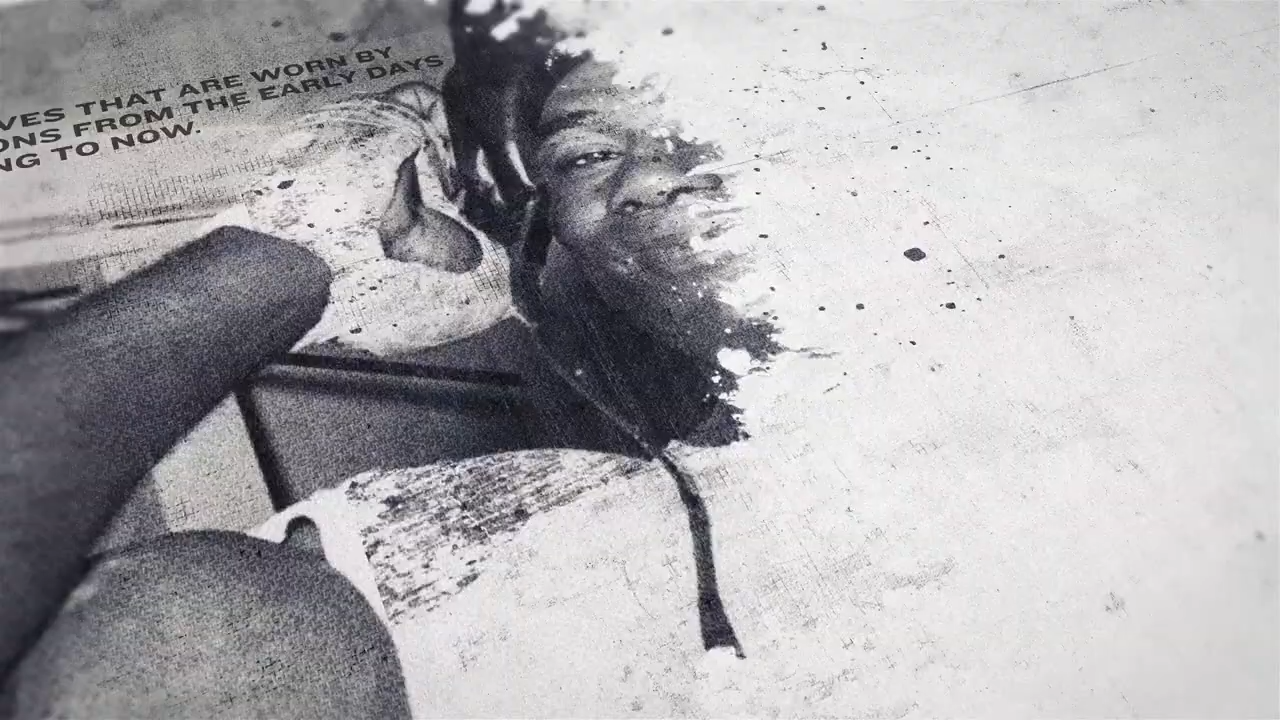 VES THAT ARE WORN BY
ONS FROM THE EARLY DAYS
NG TO NOW.